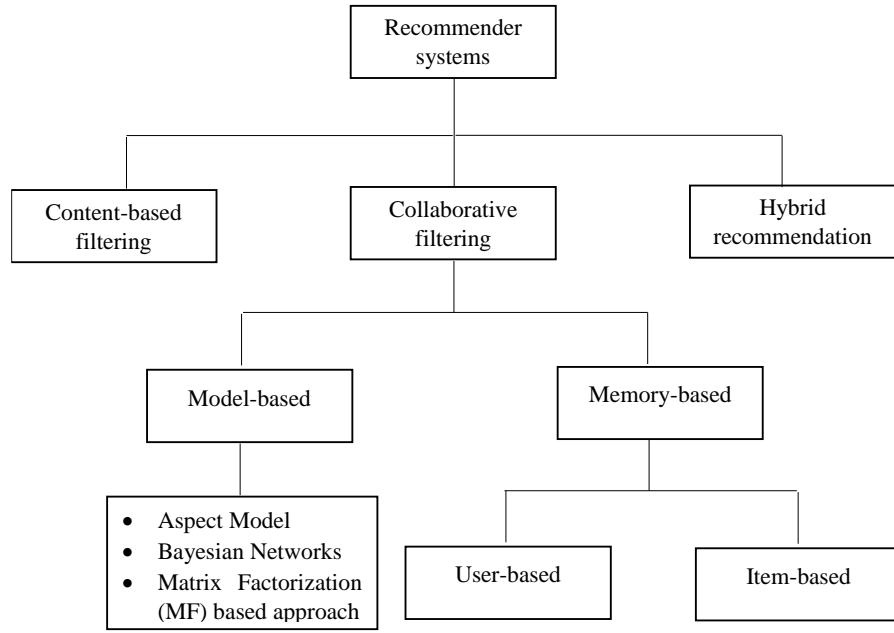 Recommender
systems
Content-based
filtering
Collaborative
filtering
Hybrid
recommendation
Model-based
Memory-based
• Aspect Model
• Bayesian Networks
• Matrix Factorization
(MF) based approach
User-based
Item-based